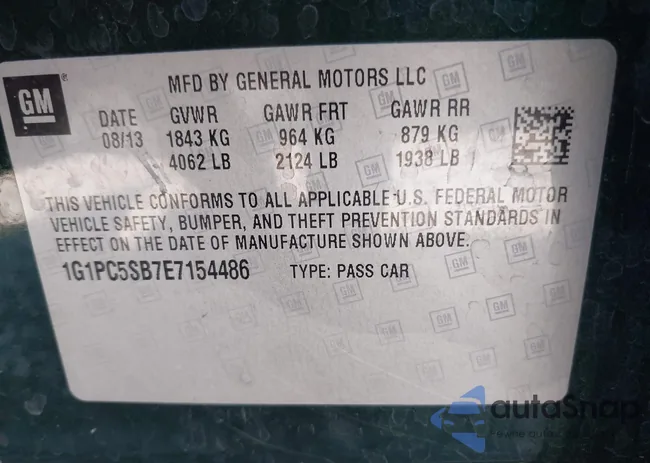 GM
MFD BY GENERAL MOTORS LLC
DATE GVWR GAWR FRT GAWR RR
08/13 1843 KG 964 KG 879 KG
4062 LB 2124 LB 1938 LB
THIS VEHICLE CONFORMS TO ALL APPLICABLE U.S. FEDERAL MOTOR
VEHICLE SAFETY, BUMPER, AND THEFT PREVENTION STANDARDS IN
EFFECT ON THE DATE OF MANUFACTURE SHOWN ABOVE.
1G1PC5SB7E7154486 TYPE: PASS CAR
autoSnap